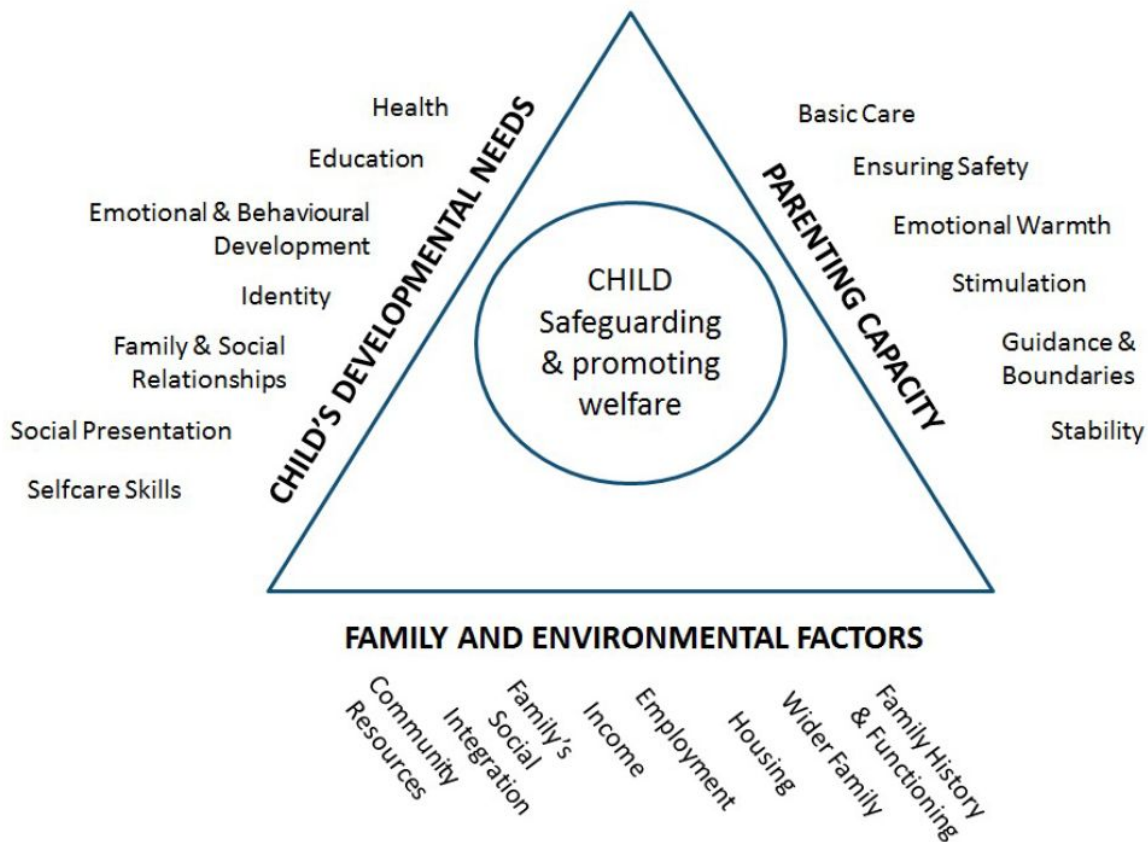 Health
Education
Emotional & Behavioural
Development
Identity
Family & Social
Relationships
Social Presentation
Selfcare Skills
CHILD'S DEVELOPMENTAL NEEDS
CHILD
Safeguarding
& promoting
welfare
PARENTING CAPACITY
Basic Care
Ensuring Safety
Emotional Warmth
Stimulation
Guidance &
Boundaries
Stability
FAMILY AND ENVIRONMENTAL FACTORS
Community
Resources
Family's
Social
Integration
Income
Employment
Housing
Wider Family
Family History
& Functioning